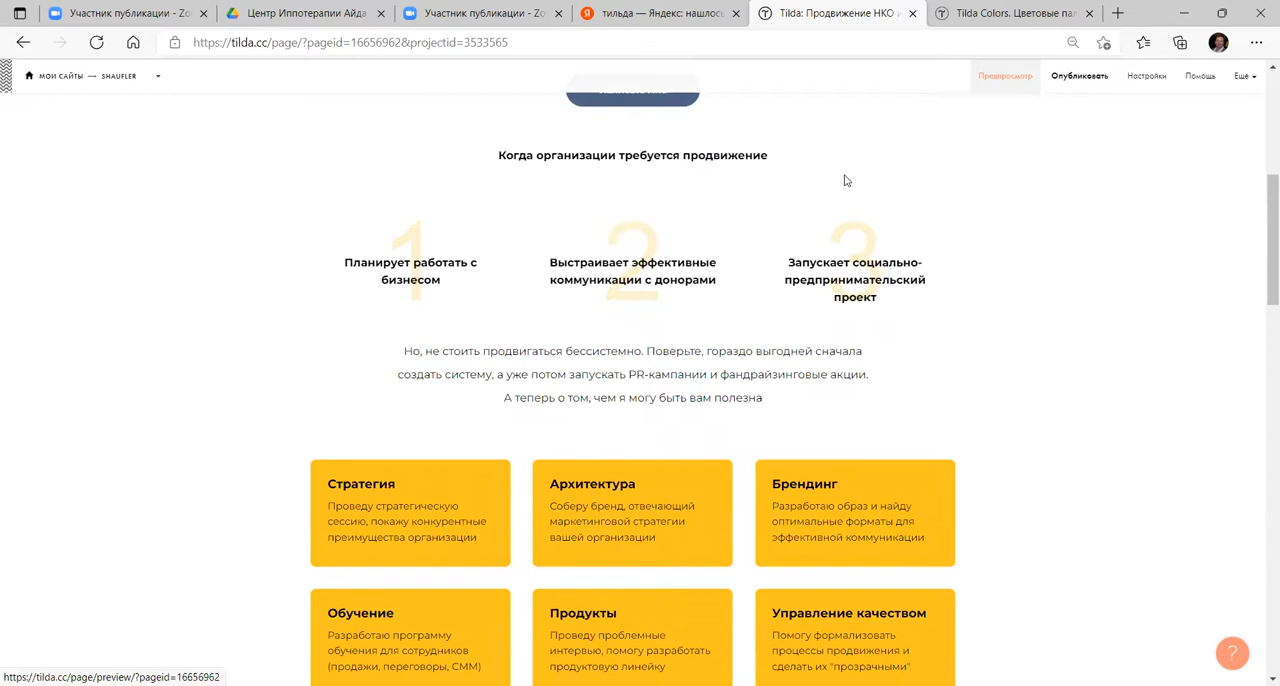 Участник публикации - Zo
Центр Иппотерапии Айда
Участник публикации - Zo
тильда — Яндекс: нашлось
Tilda: Продвижение НКО и
Tilda Colors. Цветовые пал
https://tilda.cc/page/?pageid=16656962&projectid=3533565
МОИ САЙТЫ — SHAUFLER
Предпросмотр
Опубликовать
Настройки
Помощь
Еще
Когда организации требуется продвижение
1
2
3
Планирует работать с
бизнесом
Выстраивает эффективные
коммуникации с донорами
Запускает социально-
предпринимательский
проект
Но, не стоить продвигаться бессистемно. Поверьте, гораздо выгодней сначала
создать систему, а уже потом запускать PR-кампании и фандрайзинговые акции.
А теперь о том, чем я могу быть вам полезна
Стратегия
Проведу стратегическую
сессию, покажу конкурентные
преимущества организации
Архитектура
Соберу бренд, отвечающий
маркетинговой стратегии
вашей организации
Брендинг
Разработаю образ и найду
оптимальные форматы для
эффективной коммуникации
Обучение
Разработаю программу
обучения для сотрудников
(продажи, переговоры, СММ)
Продукты
Проведу проблемные
интервью, помогу разработать
продуктовую линейку
Управление качеством
Помогу формализовать
процессы продвижения и
сделать их "прозрачными"
?
https://tilda.cc/page/preview/?pageid=16656962